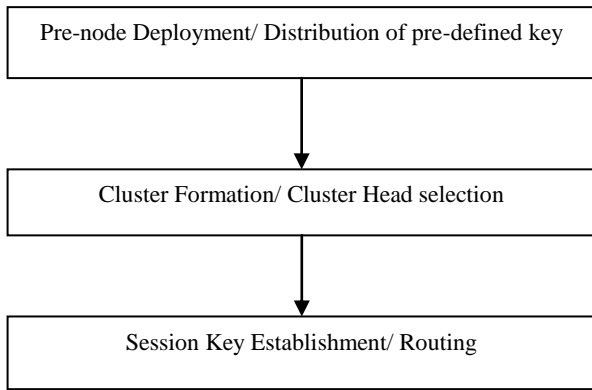 Pre-node Deployment/ Distribution of pre-defined key
Cluster Formation/ Cluster Head selection
Session Key Establishment/ Routing